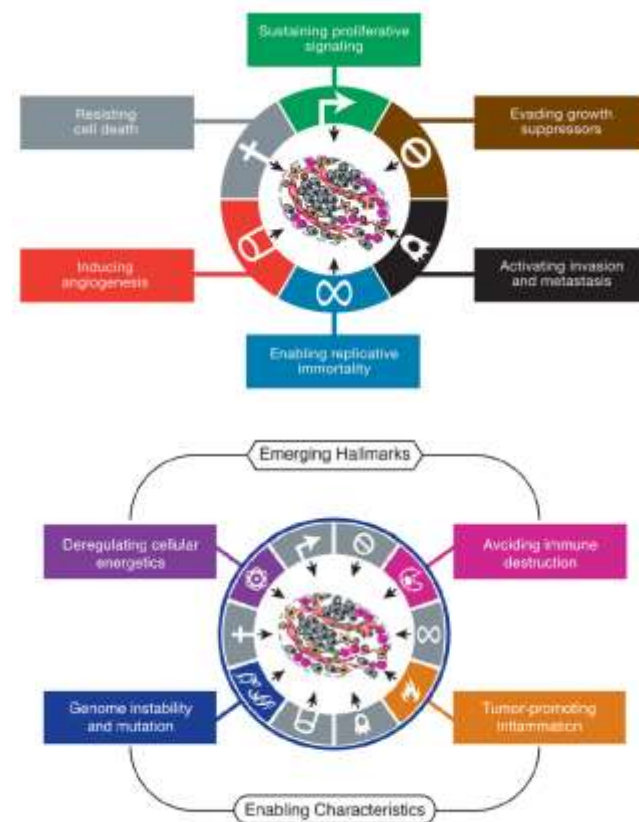 Sustaining proliferative
signaling
Resisting
cell death
Evading growth
suppressors
Inducing
angiogenesis
Activating invasion
and metastasis
Enabling replicative
immortality
Emerging Hallmarks
Deregulating cellular
energetics
Avoiding immune
destruction
Genome instability
and mutation
Tumor-promoting
Inflammation
Enabling Characteristics